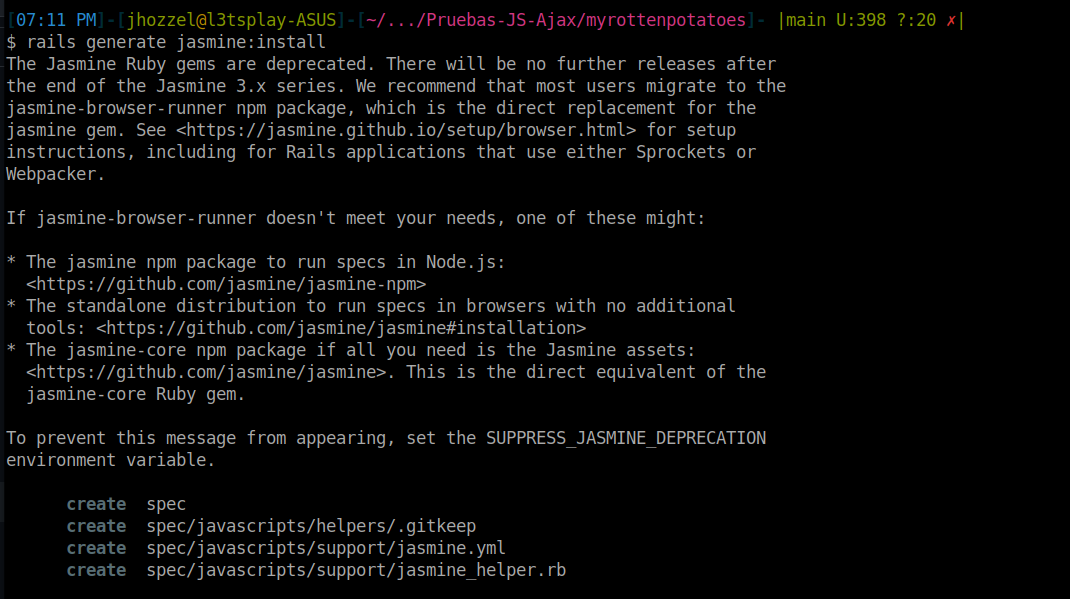 [07:11 PM]-[jhozzel@l3tsplay-ASUS]-[~/.../Pruebas-JS-Ajax/myrottenpotatoes]- |main U:398 ?:20 ✗|
$ rails generate jasmine:install
The Jasmine Ruby gems are deprecated. There will be no further releases after
the end of the Jasmine 3.x series. We recommend that most users migrate to the
jasmine-browser-runner npm package, which is the direct replacement for the
jasmine gem. See <https://jasmine.github.io/setup/browser.html> for setup
instructions, including for Rails applications that use either Sprockets or
Webpacker.

If jasmine-browser-runner doesn't meet your needs, one of these might:

* The jasmine npm package to run specs in Node.js:
  <https://github.com/jasmine/jasmine-npm>
* The standalone distribution to run specs in browsers with no additional
  tools: <https://github.com/jasmine/jasmine#installation>
* The jasmine-core npm package if all you need is the Jasmine assets:
  <https://github.com/jasmine/jasmine>. This is the direct equivalent of the
  jasmine-core Ruby gem.

To prevent this message from appearing, set the SUPPRESS_JASMINE_DEPRECATION
environment variable.

      create  spec
      create  spec/javascripts/helpers/.gitkeep
      create  spec/javascripts/support/jasmine.yml
      create  spec/javascripts/support/jasmine_helper.rb